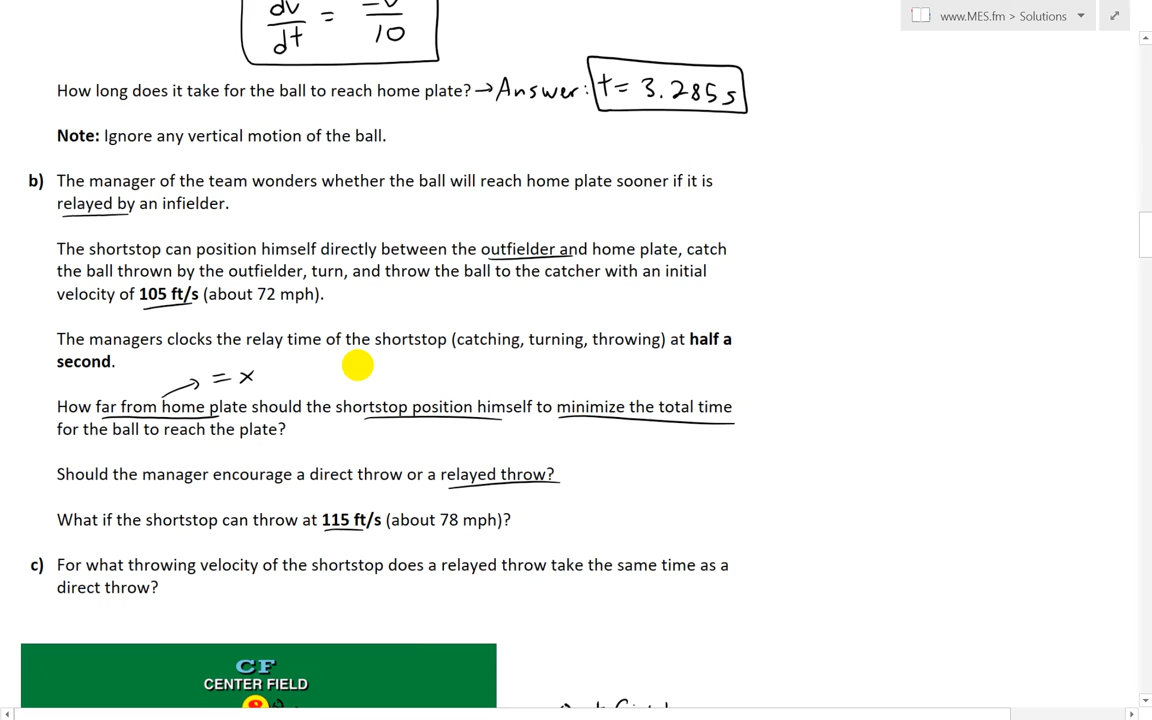 www.MES.fm > Solutions
dv/dt = -v/10
How long does it take for the ball to reach home plate? → Answer: t = 3.285s
Note: Ignore any vertical motion of the ball.
b) The manager of the team wonders whether the ball will reach home plate sooner if it is
relayed by an infielder.
The shortstop can position himself directly between the outfielder and home plate, catch
the ball thrown by the outfielder, turn, and throw the ball to the catcher with an initial
velocity of 105 ft/s (about 72 mph).
The managers clocks the relay time of the shortstop (catching, turning, throwing) at half a
second.
= x
How far from home plate should the shortstop position himself to minimize the total time
for the ball to reach the plate?
Should the manager encourage a direct throw or a relayed throw?
What if the shortstop can throw at 115 ft/s (about 78 mph)?
c) For what throwing velocity of the shortstop does a relayed throw take the same time as a
direct throw?
CF
CENTER FIELD
8